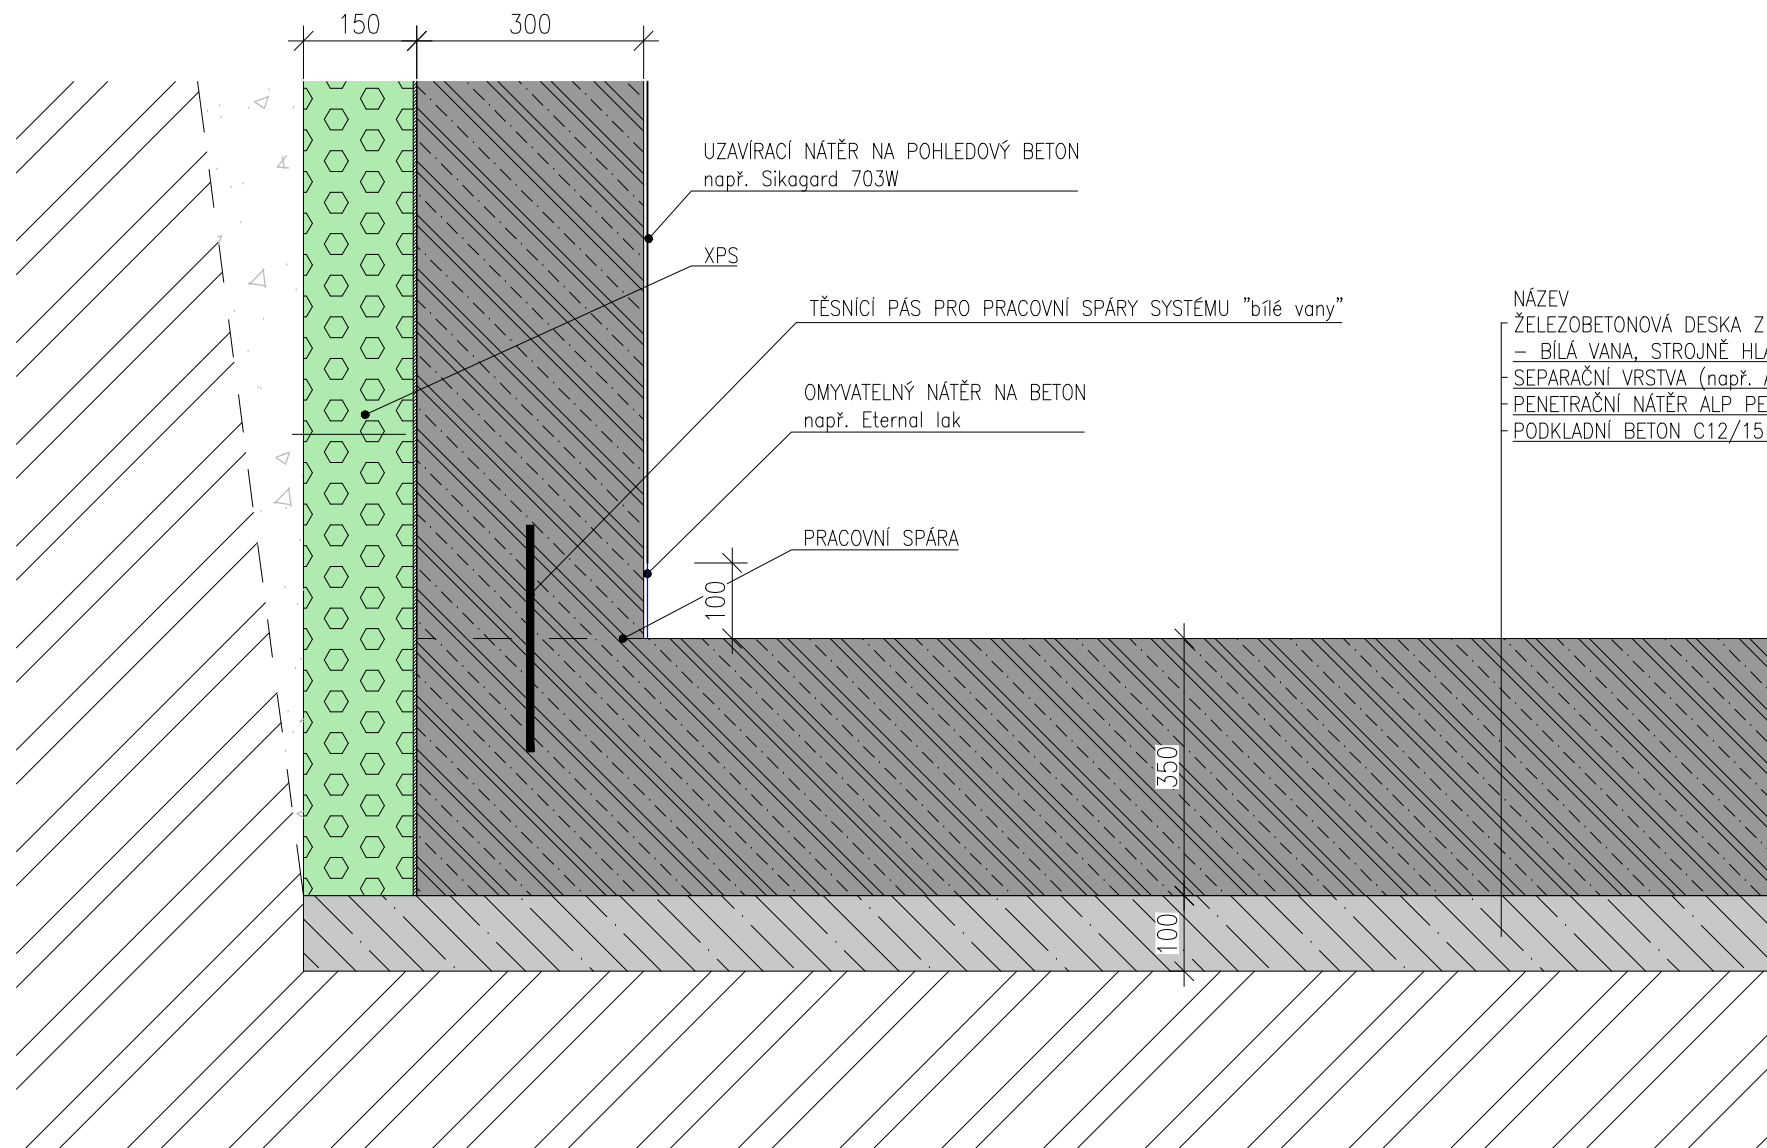 150
300
UZAVÍRACÍ NÁTĚR NA POHLEDOVÝ BETON
např. Sikagard 703W
XPS
TĚSNÍCÍ PÁS PRO PRACOVNÍ SPÁRY SYSTÉMU "bílé vany"
NÁZEV
ŽELEZOBETONOVÁ DESKA Z
– BÍLÁ VANA, STROJNĚ HLA
SEPARAČNÍ VRSTVA (např. A
PENETRAČNÍ NÁTĚR ALP PE
PODKLADNÍ BETON C12/15
OMYVATELNÝ NÁTĚR NA BETON
např. Eternal lak
PRACOVNÍ SPÁRA
100
350
100